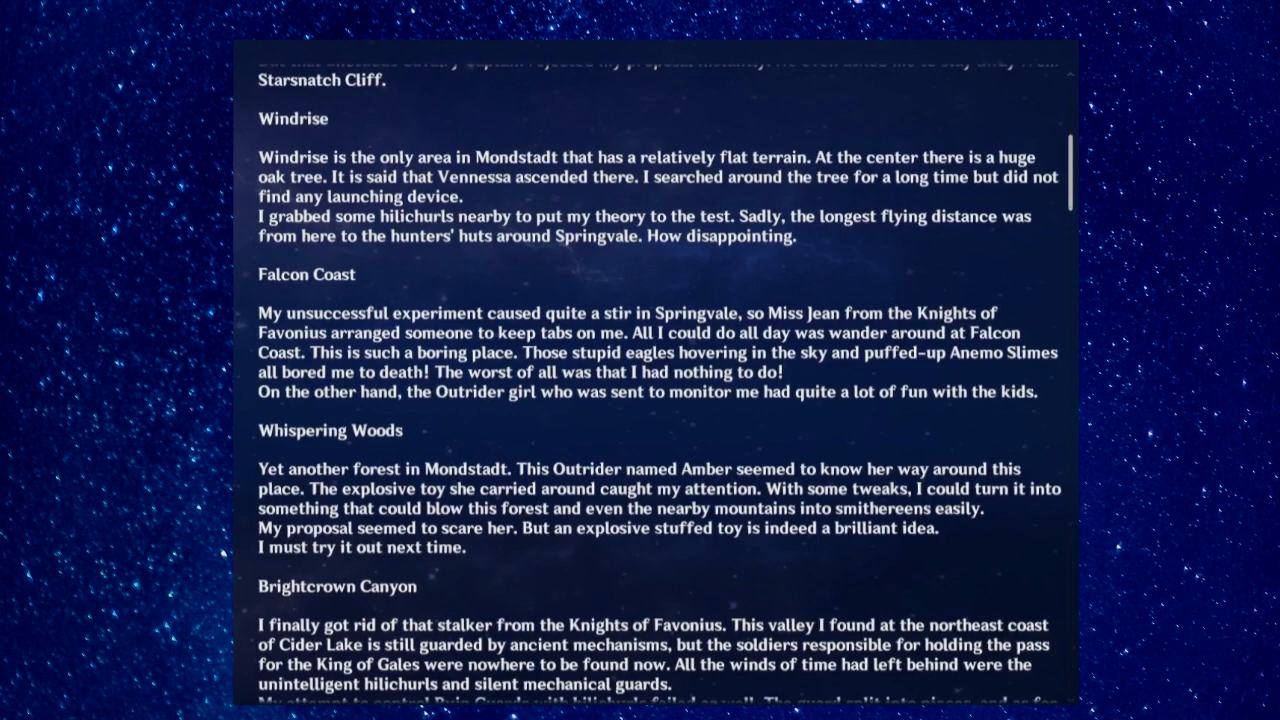 Starsnatch Cliff.
Windrise
Windrise is the only area in Mondstadt that has a relatively flat terrain. At the center there is a huge
oak tree. It is said that Vennessa ascended there. I searched around the tree for a long time but did not
find any launching device.
I grabbed some hilichurls nearby to put my theory to the test. Sadly, the longest flying distance was
from here to the hunters' huts around Springvale. How disappointing.
Falcon Coast
My unsuccessful experiment caused quite a stir in Springvale, so Miss Jean from the Knights of
Favonius arranged someone to keep tabs on me. All I could do all day was wander around at Falcon
Coast. This is such a boring place. Those stupid eagles hovering in the sky and puffed-up Anemo Slimes
all bored me to death! The worst of all was that I had nothing to do!
On the other hand, the Outrider girl who was sent to monitor me had quite a lot of fun with the kids.
Whispering Woods
Yet another forest in Mondstadt. This Outrider named Amber seemed to know her way around this
place. The explosive toy she carried around caught my attention. With some tweaks, I could turn it into
something that could blow this forest and even the nearby mountains into smithereens easily.
My proposal seemed to scare her. But an explosive stuffed toy is indeed a brilliant idea.
I must try it out next time.
Brightcrown Canyon
I finally got rid of that stalker from the Knights of Favonius. This valley I found at the northeast coast
of Cider Lake is still guarded by ancient mechanisms, but the soldiers responsible for holding the pass
for the King of Gales were nowhere to be found now. All the winds of time had left behind were the
unintelligent hilichurls and silent mechanical guards.